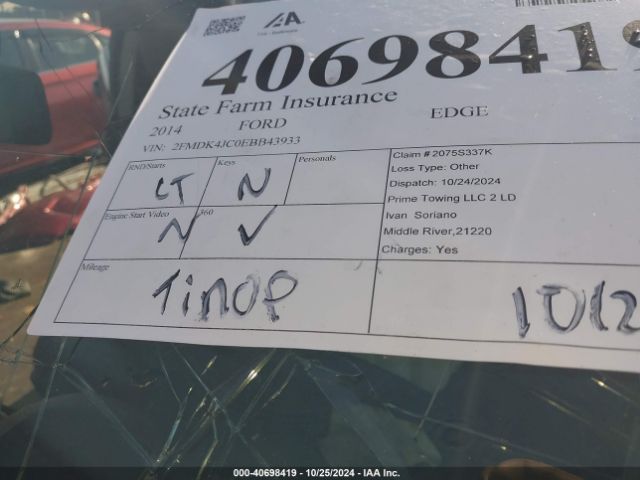 IAA
40698419
State Farm Insurance
2014 FORD EDGE
VIN: 2FMDK4JC0EBB43933
RND/Starts Keys Personals
CT N
Engine Start Video 360
N ✓
Mileage
TinOP
Claim # 2075S337K
Loss Type: Other
Dispatch: 10/24/2024
Prime Towing LLC 2 LD
Ivan Soriano
Middle River,21220
Charges: Yes
000-40698419 - 10/25/2024 - IAA Inc.